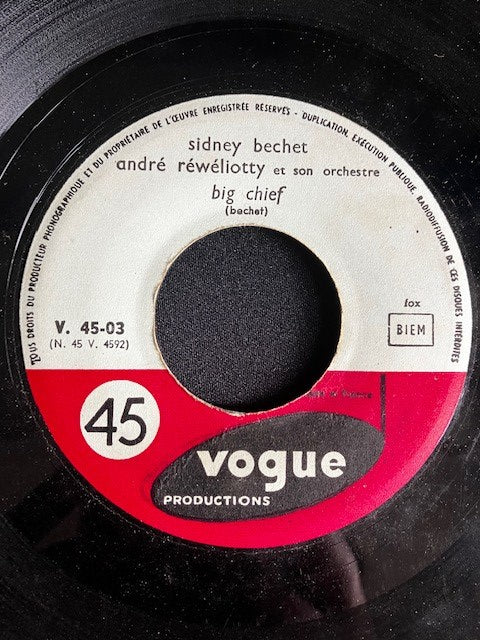 TOUS DROITS DU PRODUCTEUR PHONOGRAPHIQUE ET DU PROPRIÉTAIRE DE L'ŒUVRE ENREGISTRÉE RÉSERVÉS - DUPLICATION, EXÉCUTION PUBLIQUE, RADIODIFFUSION DE CES DISQUES INTERDITES
sidney bechet
andré réwéliotty et son orchestre
big chief
(bechet)
fox
V. 45-03
BIEM
(N. 45 V. 4592)
45
vogue
PRODUCTIONS